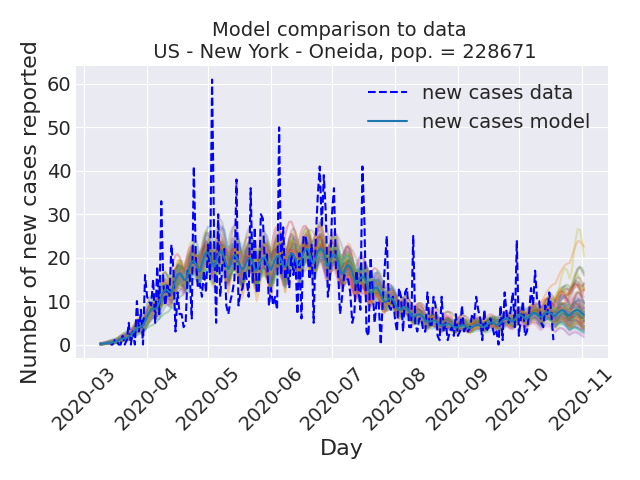 Model comparison to data
US - New York - Oneida, pop. = 228671
Number of new cases reported
60
50
40
30
20
10
0
new cases data
new cases model
2020-03
2020-04
2020-05
2020-06
2020-07
2020-08
2020-09
2020-10
2020-11
Day